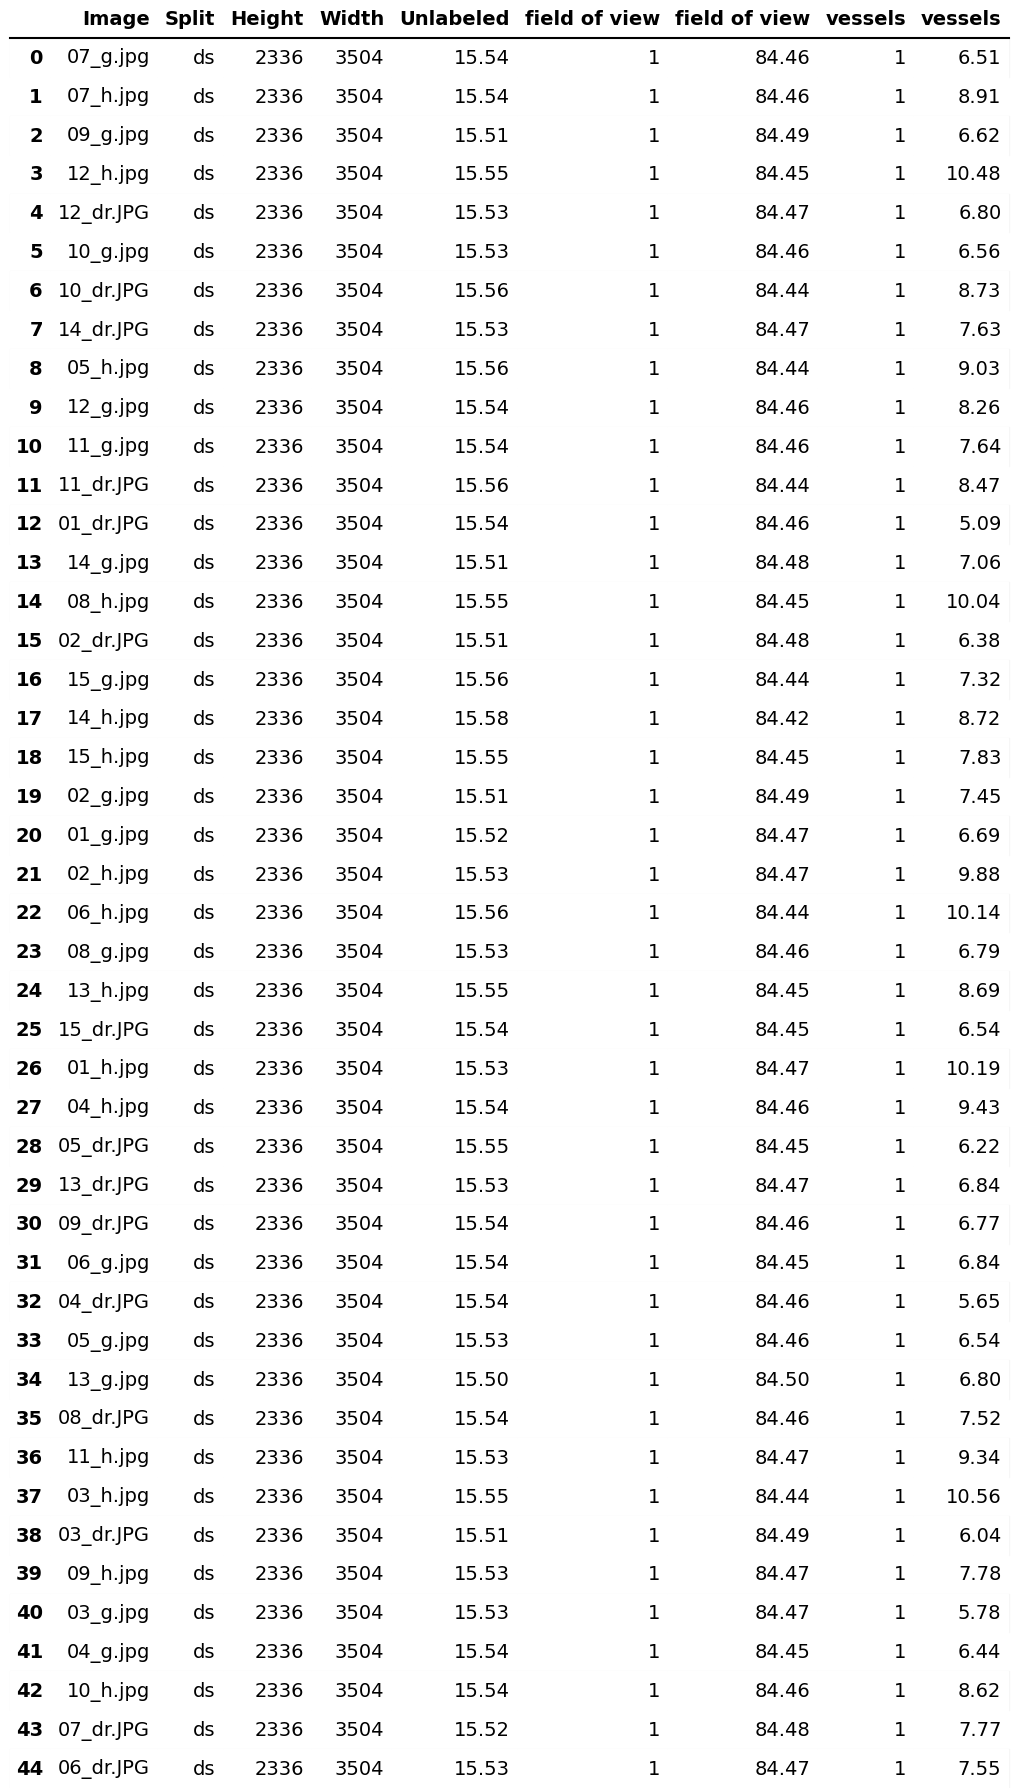 Image Split Height Width Unlabeled field of view field of view vessels vessels
0 07_g.jpg ds 2336 3504 15.54 1 84.46 1 6.51
1 07_h.jpg ds 2336 3504 15.54 1 84.46 1 8.91
2 09_g.jpg ds 2336 3504 15.51 1 84.49 1 6.62
3 12_h.jpg ds 2336 3504 15.55 1 84.45 1 10.48
4 12_dr.JPG ds 2336 3504 15.53 1 84.47 1 6.80
5 10_g.jpg ds 2336 3504 15.53 1 84.46 1 6.56
6 10_dr.JPG ds 2336 3504 15.56 1 84.44 1 8.73
7 14_dr.JPG ds 2336 3504 15.53 1 84.47 1 7.63
8 05_h.jpg ds 2336 3504 15.56 1 84.44 1 9.03
9 12_g.jpg ds 2336 3504 15.54 1 84.46 1 8.26
10 11_g.jpg ds 2336 3504 15.54 1 84.46 1 7.64
11 11_dr.JPG ds 2336 3504 15.56 1 84.44 1 8.47
12 01_dr.JPG ds 2336 3504 15.54 1 84.46 1 5.09
13 14_g.jpg ds 2336 3504 15.51 1 84.48 1 7.06
14 08_h.jpg ds 2336 3504 15.55 1 84.45 1 10.04
15 02_dr.JPG ds 2336 3504 15.51 1 84.48 1 6.38
16 15_g.jpg ds 2336 3504 15.56 1 84.44 1 7.32
17 14_h.jpg ds 2336 3504 15.58 1 84.42 1 8.72
18 15_h.jpg ds 2336 3504 15.55 1 84.45 1 7.83
19 02_g.jpg ds 2336 3504 15.51 1 84.49 1 7.45
20 01_g.jpg ds 2336 3504 15.52 1 84.47 1 6.69
21 02_h.jpg ds 2336 3504 15.53 1 84.47 1 9.88
22 06_h.jpg ds 2336 3504 15.56 1 84.44 1 10.14
23 08_g.jpg ds 2336 3504 15.53 1 84.46 1 6.79
24 13_h.jpg ds 2336 3504 15.55 1 84.45 1 8.69
25 15_dr.JPG ds 2336 3504 15.54 1 84.45 1 6.54
26 01_h.jpg ds 2336 3504 15.53 1 84.47 1 10.19
27 04_h.jpg ds 2336 3504 15.54 1 84.46 1 9.43
28 05_dr.JPG ds 2336 3504 15.55 1 84.45 1 6.22
29 13_dr.JPG ds 2336 3504 15.53 1 84.47 1 6.84
30 09_dr.JPG ds 2336 3504 15.54 1 84.46 1 6.77
31 06_g.jpg ds 2336 3504 15.54 1 84.45 1 6.84
32 04_dr.JPG ds 2336 3504 15.54 1 84.46 1 5.65
33 05_g.jpg ds 2336 3504 15.53 1 84.46 1 6.54
34 13_g.jpg ds 2336 3504 15.50 1 84.50 1 6.80
35 08_dr.JPG ds 2336 3504 15.54 1 84.46 1 7.52
36 11_h.jpg ds 2336 3504 15.53 1 84.47 1 9.34
37 03_h.jpg ds 2336 3504 15.55 1 84.44 1 10.56
38 03_dr.JPG ds 2336 3504 15.51 1 84.49 1 6.04
39 09_h.jpg ds 2336 3504 15.53 1 84.47 1 7.78
40 03_g.jpg ds 2336 3504 15.53 1 84.47 1 5.78
41 04_g.jpg ds 2336 3504 15.54 1 84.45 1 6.44
42 10_h.jpg ds 2336 3504 15.54 1 84.46 1 8.62
43 07_dr.JPG ds 2336 3504 15.52 1 84.48 1 7.77
44 06_dr.JPG ds 2336 3504 15.53 1 84.47 1 7.55